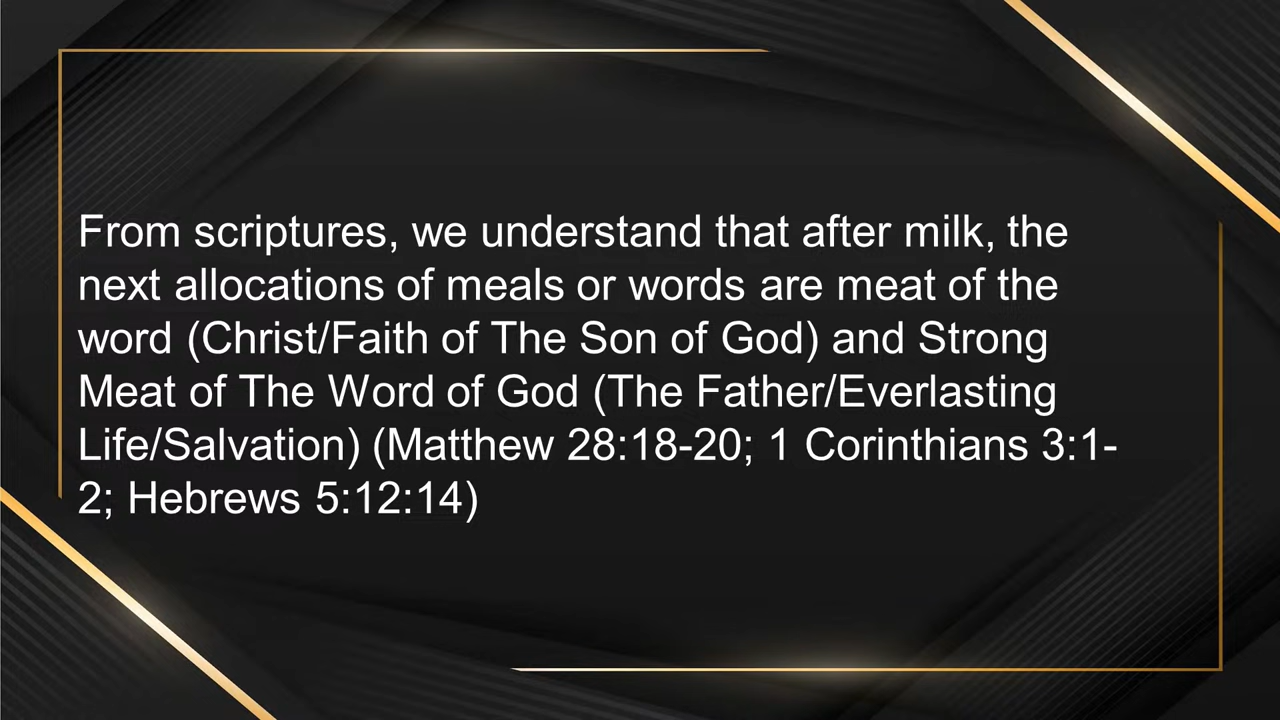 From scriptures, we understand that after milk, the
next allocations of meals or words are meat of the
word (Christ/Faith of The Son of God) and Strong
Meat of The Word of God (The Father/Everlasting
Life/Salvation) (Matthew 28:18-20; 1 Corinthians 3:1-
2; Hebrews 5:12:14)